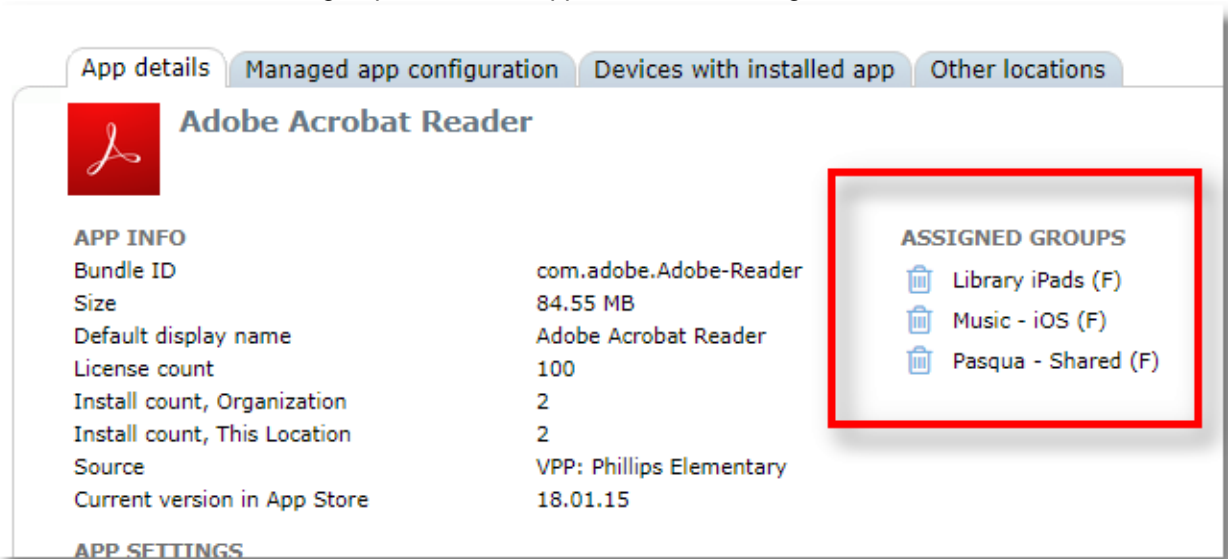 App details Managed app configuration Devices with installed app Other locations
Adobe Acrobat Reader
APP INFO
Bundle ID com.adobe.Adobe-Reader
Size 84.55 MB
Default display name Adobe Acrobat Reader
License count 100
Install count, Organization 2
Install count, This Location 2
Source VPP: Phillips Elementary
Current version in App Store 18.01.15
ASSIGNED GROUPS
Library iPads (F)
Music - iOS (F)
Pasqua - Shared (F)
APP SETTINGS